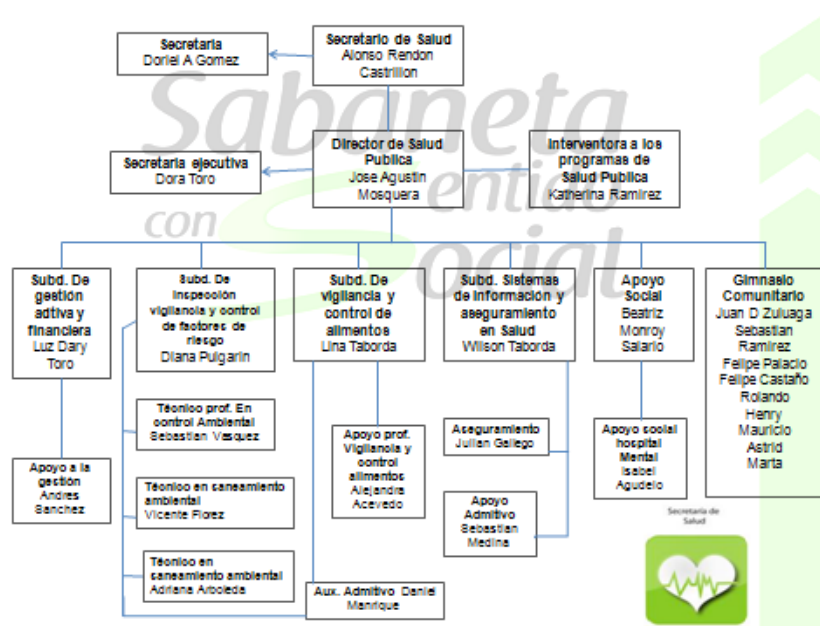 Secretaria
Doriel A Gomez
Secretario de Salud
Alonso Rendon
Castrillon
Sabaneta
con
Sentido
Social
Secretaria ejecutiva
Dora Toro
Director de Salud
Publica
Jose Agustin
Mosquera
Interventora a los
programas de
Salud Publica
Katherina Ramirez
Subd. De
gestión
adtiva y
financiera
Luz Dary
Toro
Subd. De
Inspección
vigilancia y control
de factores de
riesgo
Diana Pulgarin
Subd. De
vigilancia y
control de
alimentos
Lina Taborda
Subd. Sistemas
de Información y
aseguramiento
en Salud
Wilson Taborda
Apoyo
Social
Beatriz
Monroy
Salario
Gimnasio
Comunitario
Juan D Zuluaga
Sebastian
Ramirez
Felipe Palacio
Felipe Castaño
Rolando
Henry
Mauricio
Astrid
Marta
Apoyo a la
gestión
Andres
Sanchez
Técnico prof. En
control Ambiental
Sebastian Vasquez
Técnico en saneamiento
ambiental
Vicente Florez
Técnico en
saneamiento ambiental
Adriana Arboleda
Apoyo prof.
Vigilancia y
control
alimentos
Alejandra
Acevedo
Aux. Admitivo Daniel
Manrique
Aseguramiento
Julian Gallego
Apoyo
Admitivo
Sebastian
Medina
Apoyo social
hospital
Mental
Isabel
Agudelo
Secretaría de
Salud